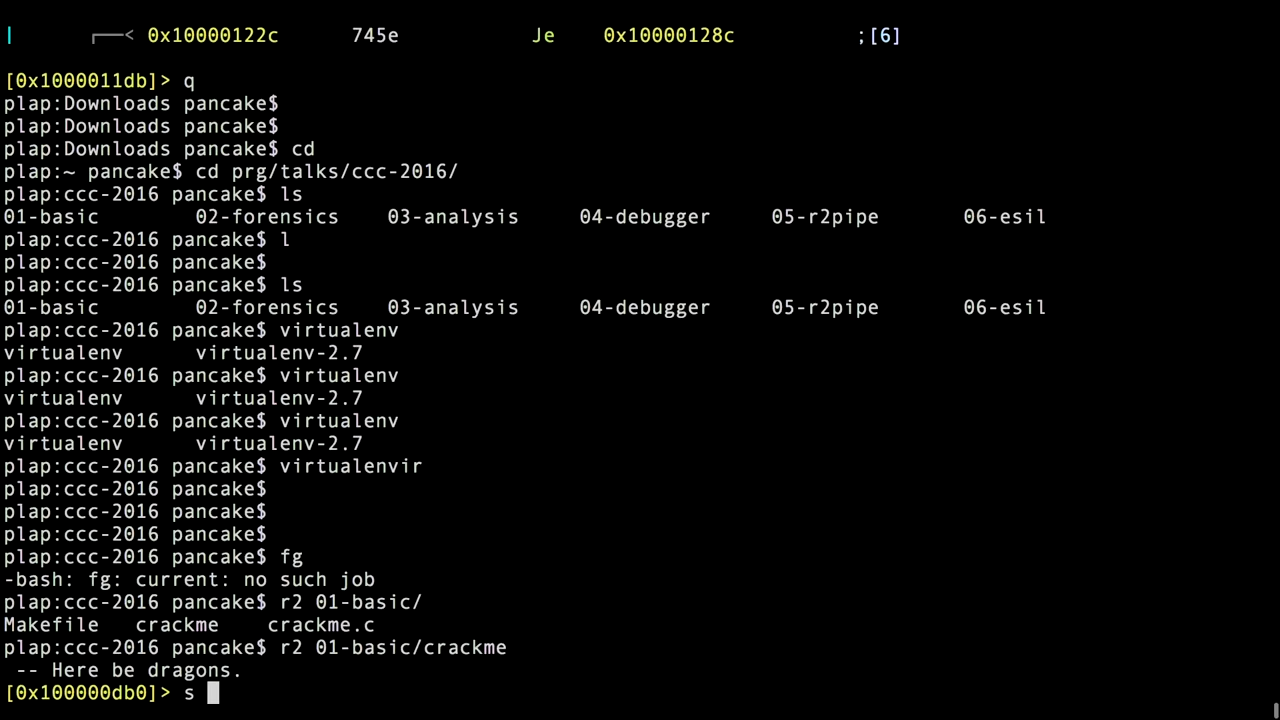 |      ┌──< 0x10000122c      745e           Je    0x10000128c          ;[6]
[0x1000011db]> q
plap:Downloads pancake$
plap:Downloads pancake$
plap:Downloads pancake$ cd
plap:~ pancake$ cd prg/talks/ccc-2016/
plap:ccc-2016 pancake$ ls
01-basic        02-forensics    03-analysis     04-debugger     05-r2pipe       06-esil
plap:ccc-2016 pancake$ l
plap:ccc-2016 pancake$
plap:ccc-2016 pancake$ ls
01-basic        02-forensics    03-analysis     04-debugger     05-r2pipe       06-esil
plap:ccc-2016 pancake$ virtualenv
virtualenv      virtualenv-2.7
plap:ccc-2016 pancake$ virtualenv
virtualenv      virtualenv-2.7
plap:ccc-2016 pancake$ virtualenv
virtualenv      virtualenv-2.7
plap:ccc-2016 pancake$ virtualenvir
plap:ccc-2016 pancake$
plap:ccc-2016 pancake$
plap:ccc-2016 pancake$
plap:ccc-2016 pancake$ fg
-bash: fg: current: no such job
plap:ccc-2016 pancake$ r2 01-basic/
Makefile   crackme    crackme.c
plap:ccc-2016 pancake$ r2 01-basic/crackme
 -- Here be dragons.
[0x100000db0]> s